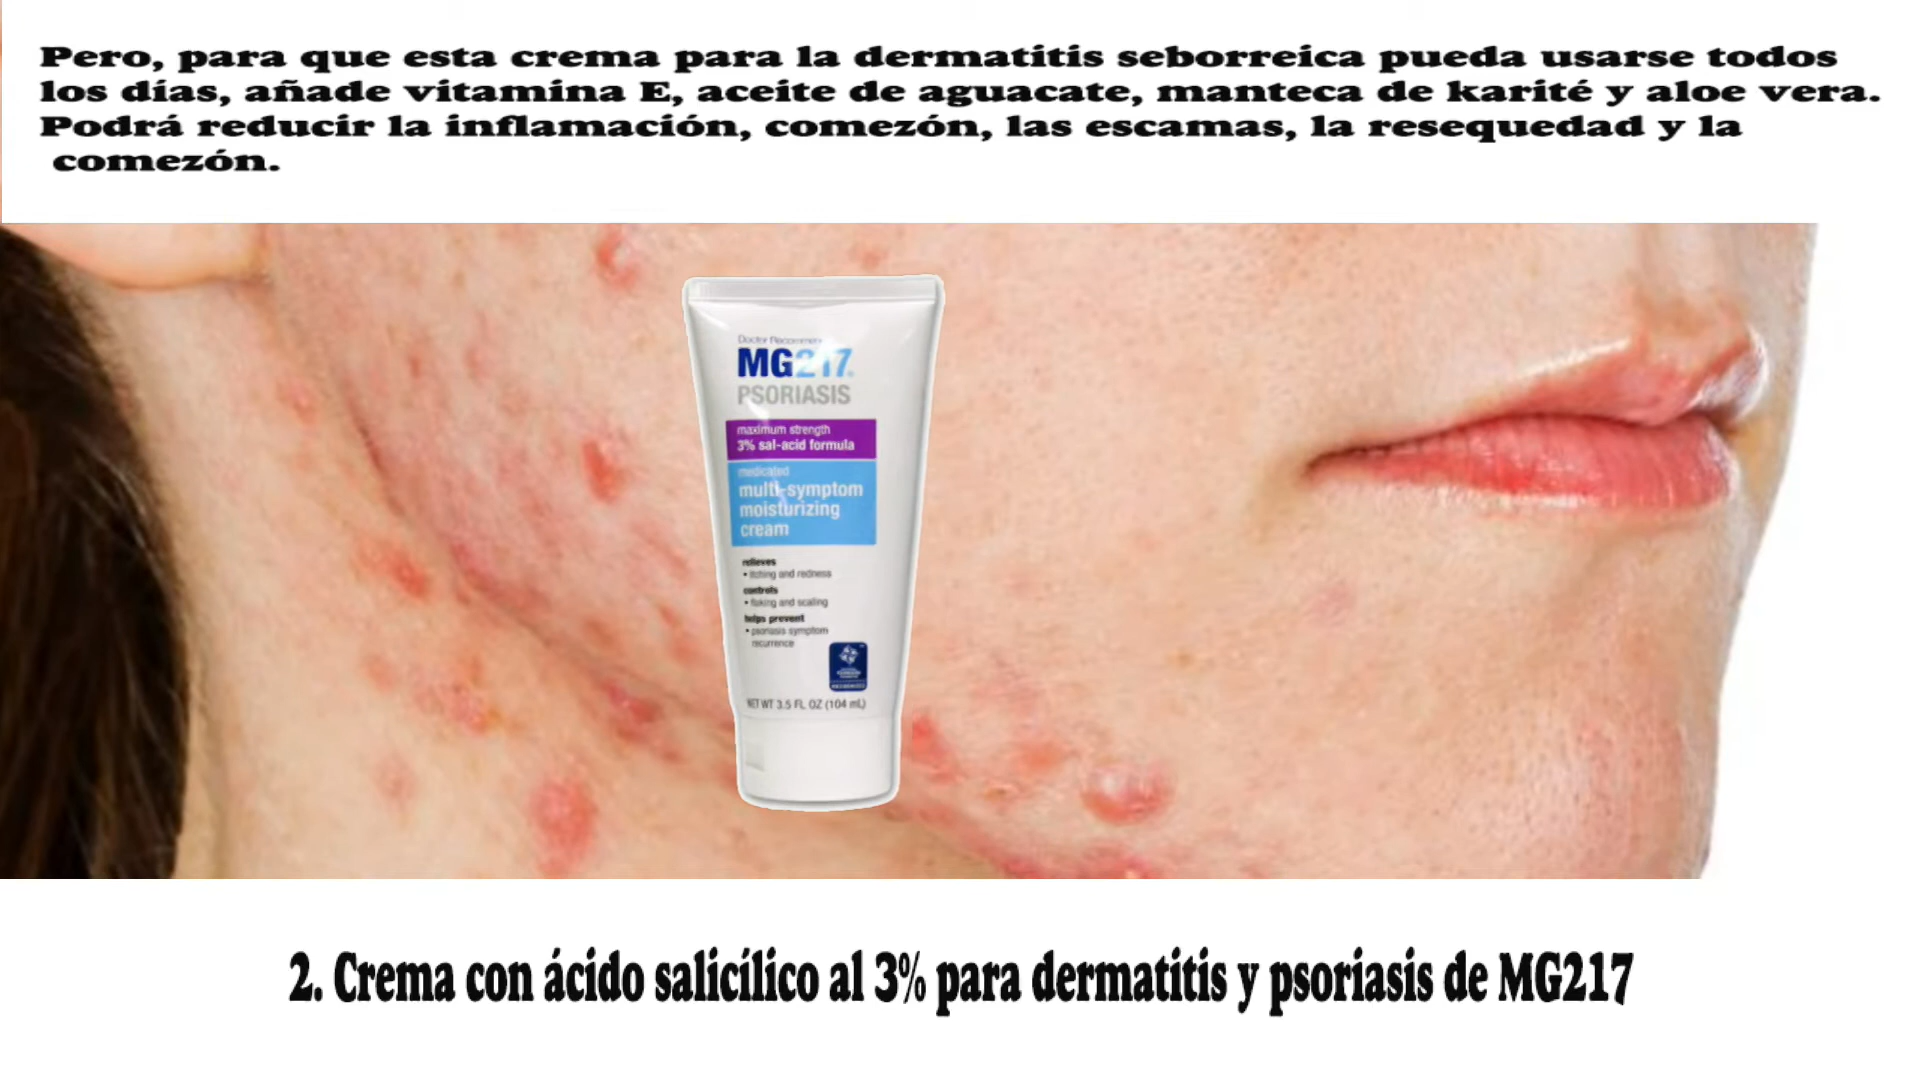 Pero, para que esta crema para la dermatitis seborreica pueda usarse todos
los días, añade vitamina E, aceite de aguacate, manteca de karité y aloe vera.
Podrá reducir la inflamación, comezón, las escamas, la resequedad y la
comezón.
Doctor
MG217
PSORIASIS
maximum strength
3% sal-acid formula
medicated
multi-symptom
moisturizing
cream
relieves
• itching and redness
controls
• flaking and scaling
helps prevent
• psoriasis symptom
recurrence
NET WT 3.5 FL OZ (104 mL)
2. Crema con ácido salicílico al 3% para dermatitis y psoriasis de MG217